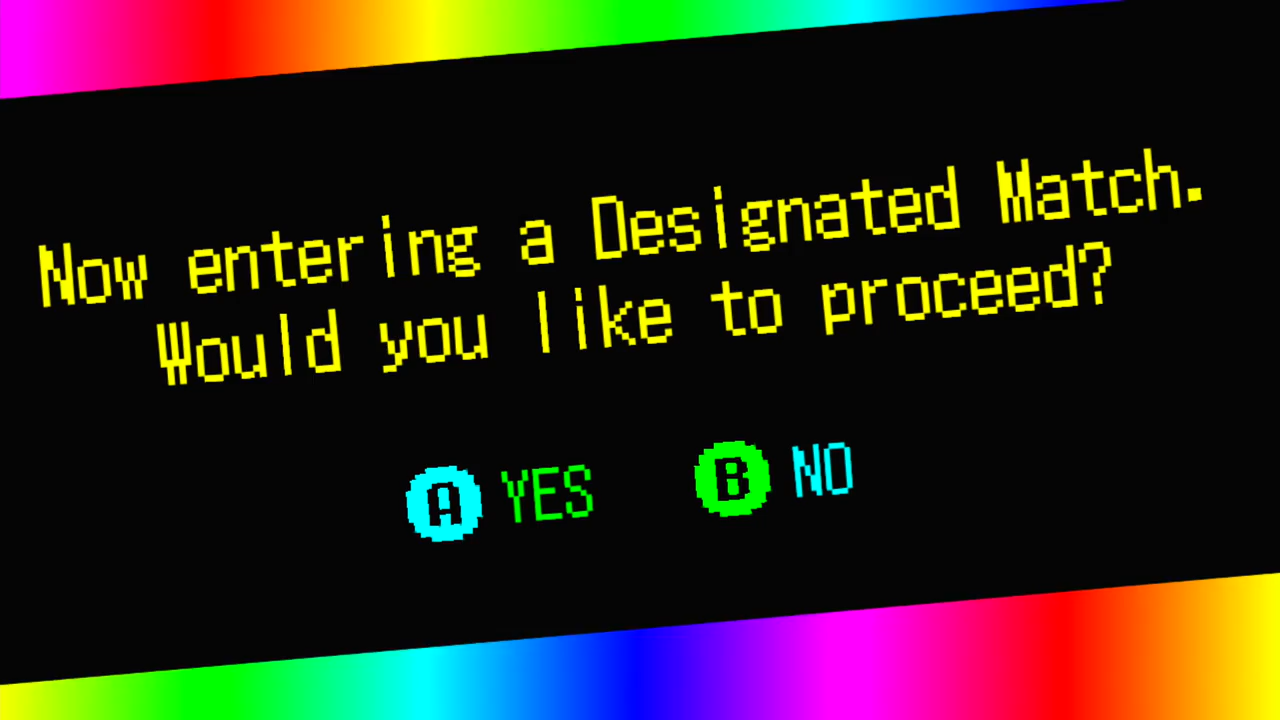 Now entering a Designated Match.
Would you like to proceed?
A YES B NO